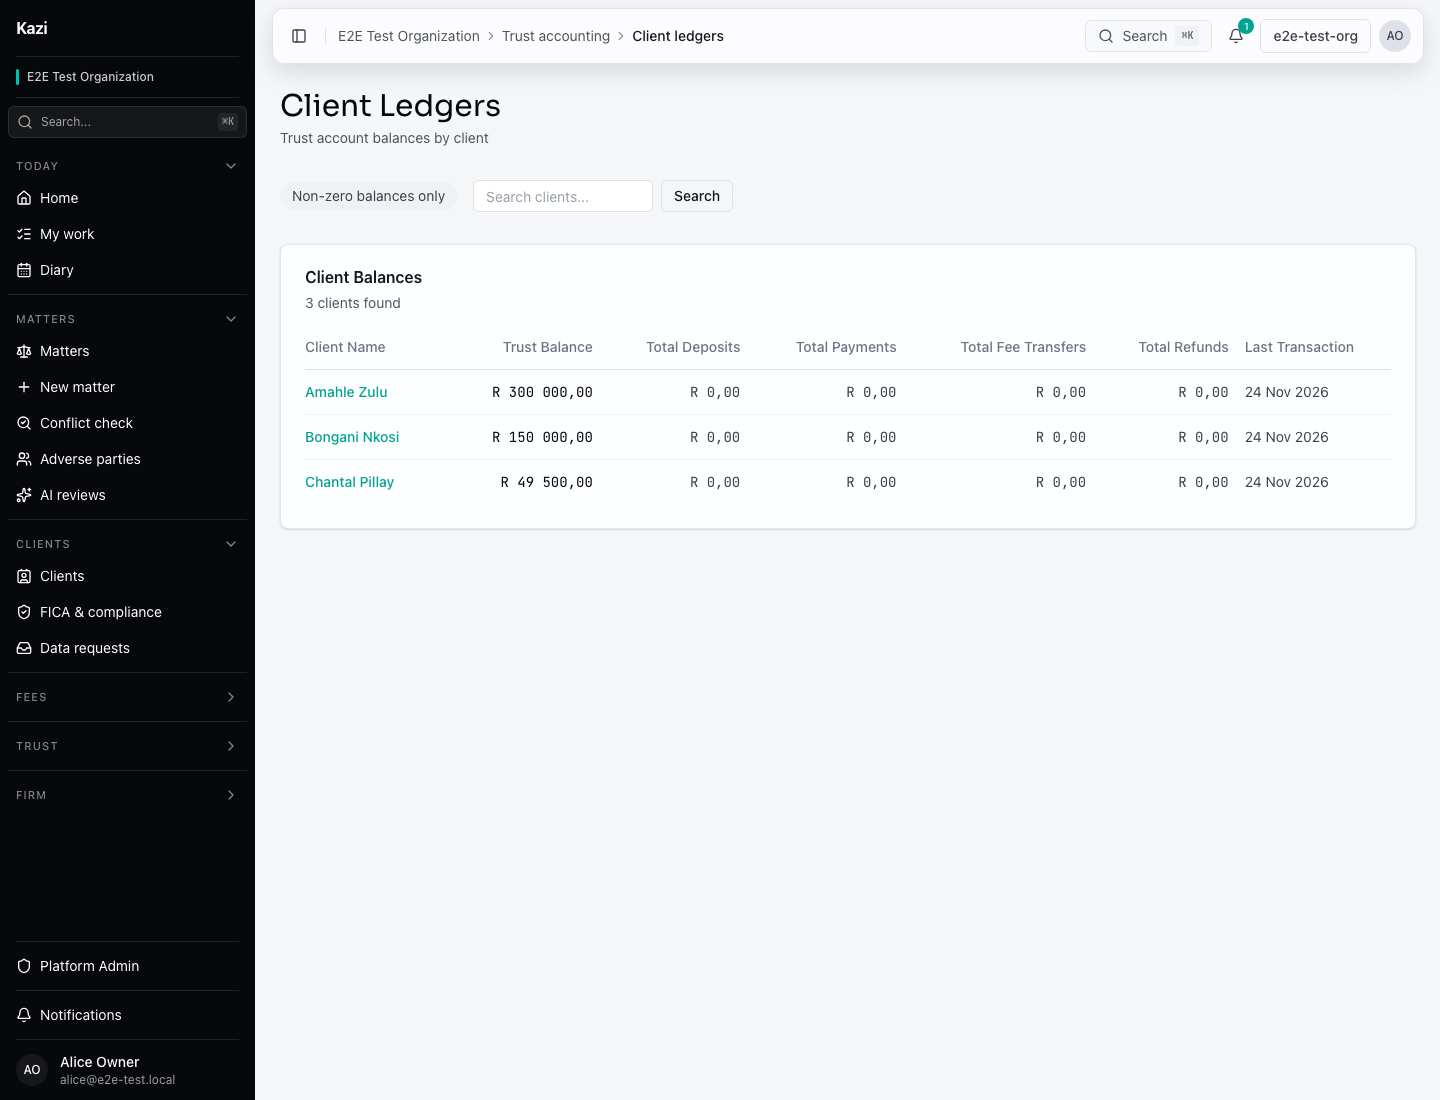 Kazi
E2E Test Organization
Search... ⌘K
TODAY
Home
My work
Diary
MATTERS
Matters
New matter
Conflict check
Adverse parties
AI reviews
CLIENTS
Clients
FICA & compliance
Data requests
FEES
TRUST
FIRM
Platform Admin
Notifications
AO Alice Owner
alice@e2e-test.local
E2E Test Organization > Trust accounting > Client ledgers
Search ⌘K 1 e2e-test-org AO
Client Ledgers
Trust account balances by client
Non-zero balances only Search clients... Search
Client Balances
3 clients found
Client Name Trust Balance Total Deposits Total Payments Total Fee Transfers Total Refunds Last Transaction
Amahle Zulu R 300 000,00 R 0,00 R 0,00 R 0,00 R 0,00 24 Nov 2026
Bongani Nkosi R 150 000,00 R 0,00 R 0,00 R 0,00 R 0,00 24 Nov 2026
Chantal Pillay R 49 500,00 R 0,00 R 0,00 R 0,00 R 0,00 24 Nov 2026